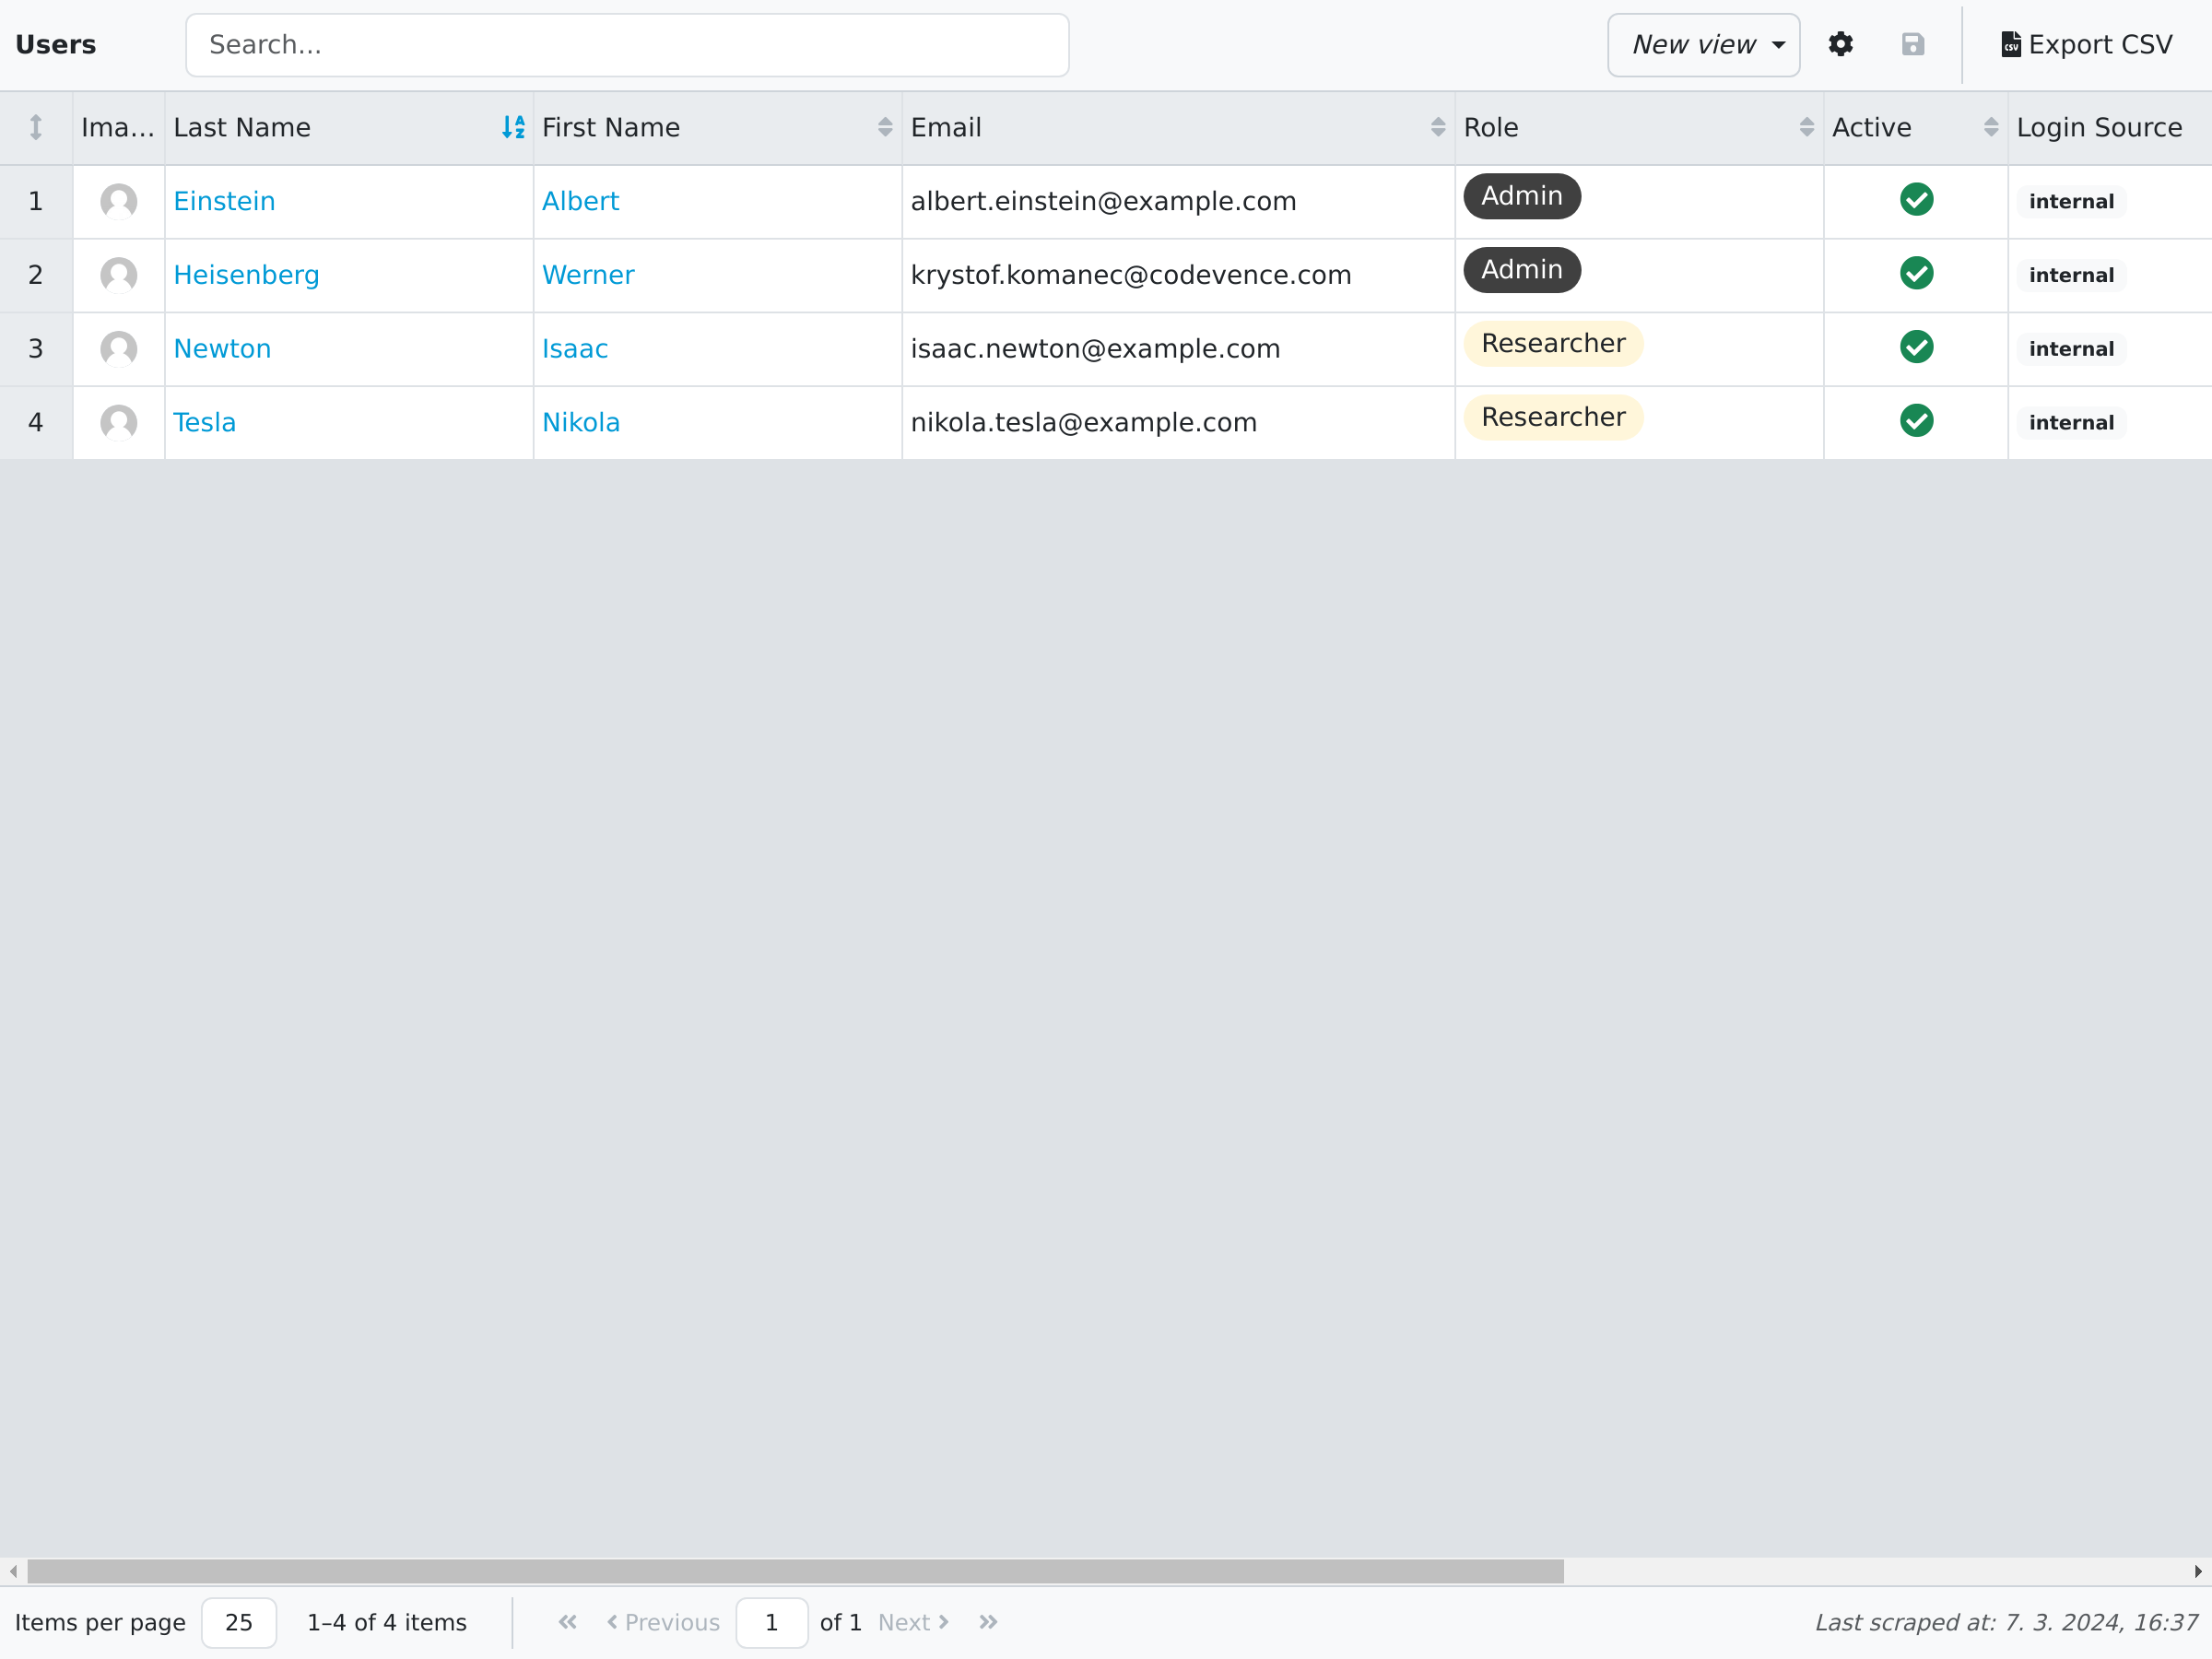 Users Search... New view Export CSV
Ima... Last Name First Name Email Role Active Login Source
1 Einstein Albert albert.einstein@example.com Admin internal
2 Heisenberg Werner krystof.komanec@codevence.com Admin internal
3 Newton Isaac isaac.newton@example.com Researcher internal
4 Tesla Nikola nikola.tesla@example.com Researcher internal
Items per page 25 1–4 of 4 items Previous 1 of 1 Next Last scraped at: 7. 3. 2024, 16:37